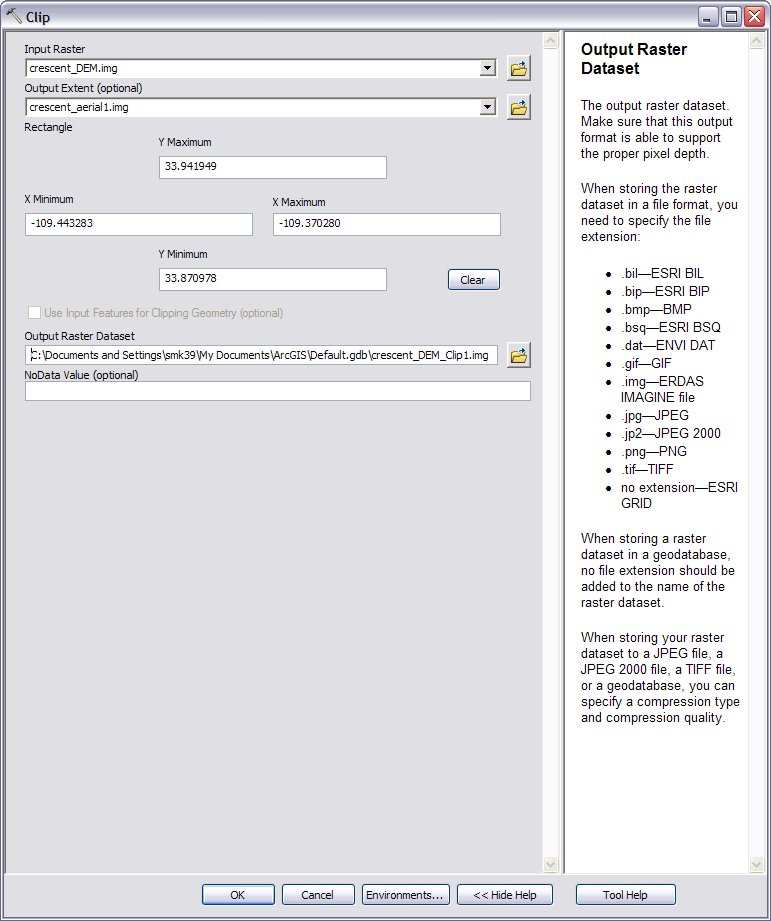 Clip
Input Raster
crescent_DEM.img
Output Extent (optional)
crescent_aerial1.img
Rectangle
Y Maximum
33.941949
X Minimum
X Maximum
-109.443283
-109.370280
Y Minimum
33.870978
Clear
Use Input Features for Clipping Geometry (optional)
Output Raster Dataset
C:\Documents and Settings\smk39\My Documents\ArcGIS\Default.gdb\crescent_DEM_Clip1.img
NoData Value (optional)
Output Raster
Dataset
The output raster dataset.
Make sure that this output
format is able to support
the proper pixel depth.
When storing the raster
dataset in a file format, you
need to specify the file
extension:
• .bil—ESRI BIL
• .bip—ESRI BIP
• .bmp—BMP
• .bsq—ESRI BSQ
• .dat—ENVI DAT
• .gif—GIF
• .img—ERDAS
IMAGINE file
• .jpg—JPEG
• .jp2—JPEG 2000
• .png—PNG
• .tif—TIFF
• no extension—ESRI
GRID
When storing a raster
dataset in a geodatabase,
no file extension should be
added to the name of the
raster dataset.
When storing your raster
dataset to a JPEG file, a
JPEG 2000 file, a TIFF file,
or a geodatabase, you can
specify a compression type
and compression quality.
OK
Cancel
Environments...
<< Hide Help
Tool Help